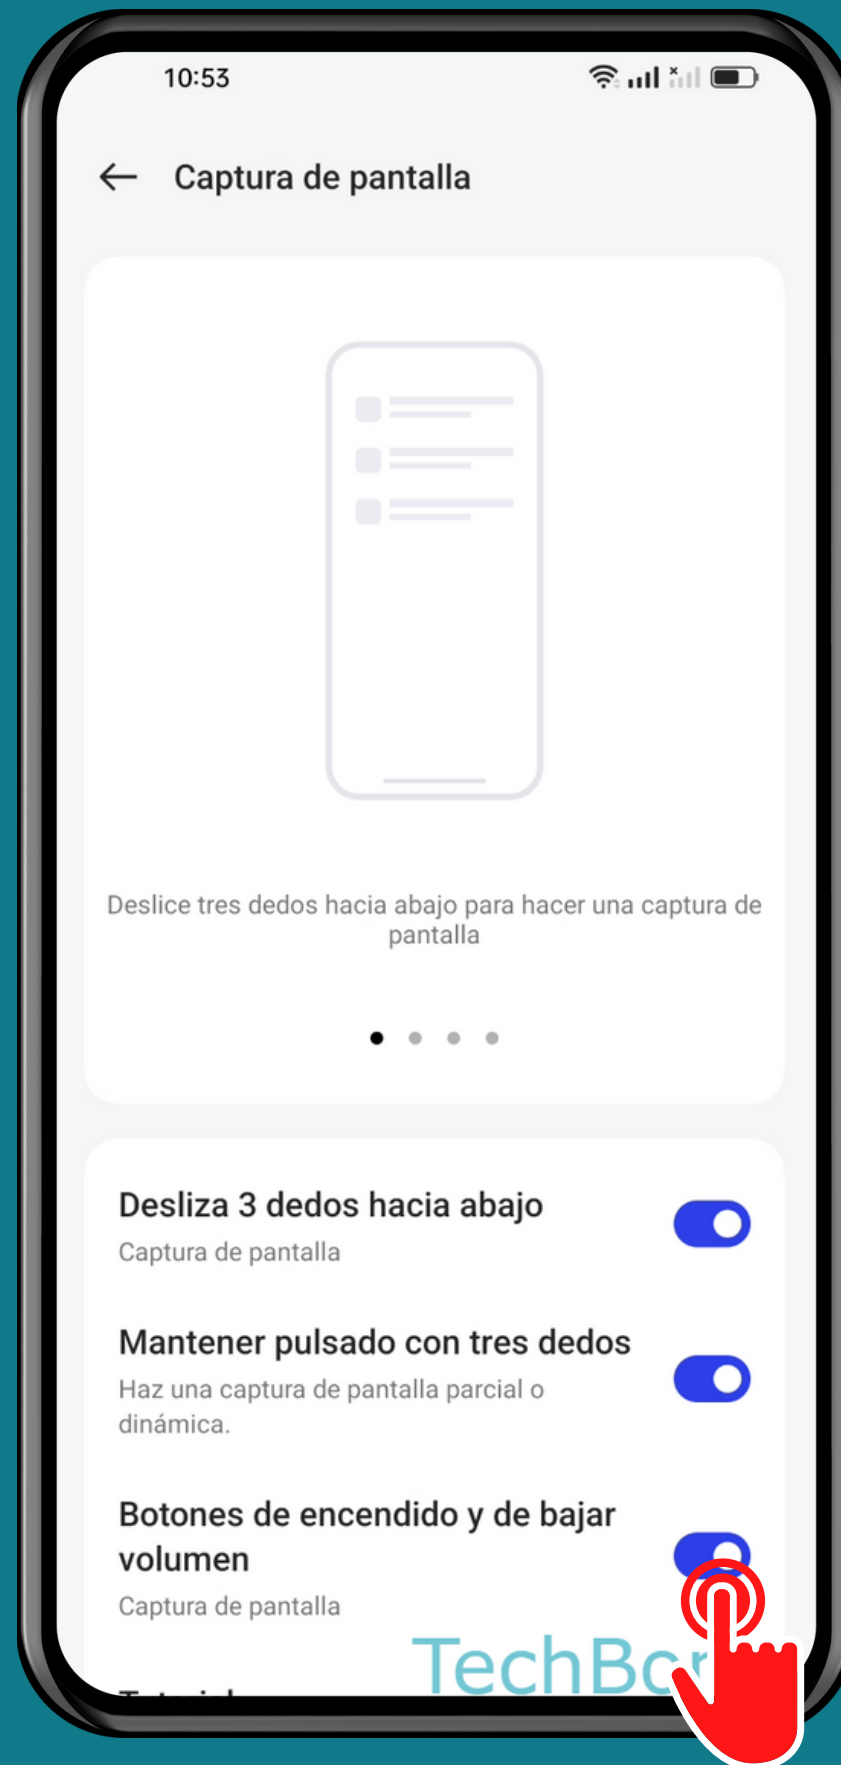 10:53
Captura de pantalla
Deslice tres dedos hacia abajo para hacer una captura de
pantalla
Desliza 3 dedos hacia abajo
Captura de pantalla
Mantener pulsado con tres dedos
Haz una captura de pantalla parcial o
dinámica.
Botones de encendido y de bajar
volumen
Captura de pantalla